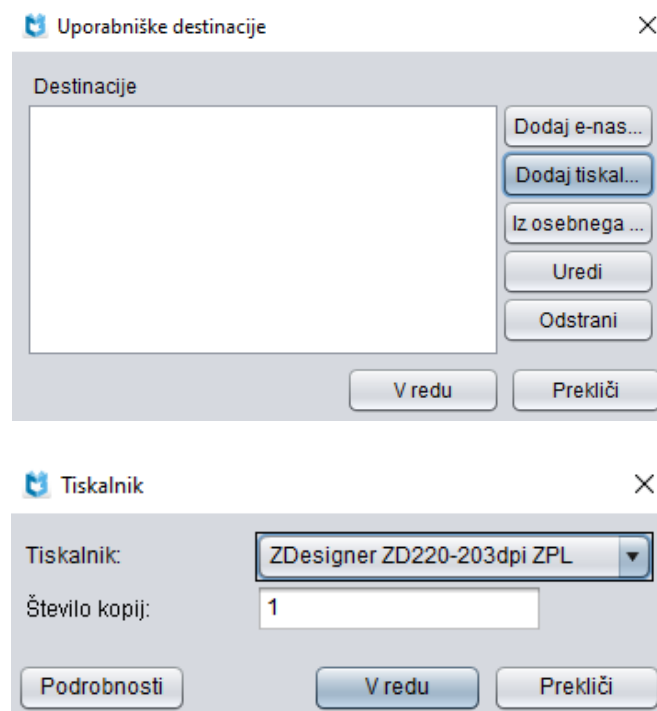 Uporabniške destinacije
Destinacije
Dodaj e-nas...
Dodaj tiskal...
Iz osebnega ...
Uredi
Odstrani
V redu
Prekliči
Tiskalnik
Tiskalnik:
ZDesigner ZD220-203dpi ZPL
Število kopij:
1
Podrobnosti
V redu
Prekliči